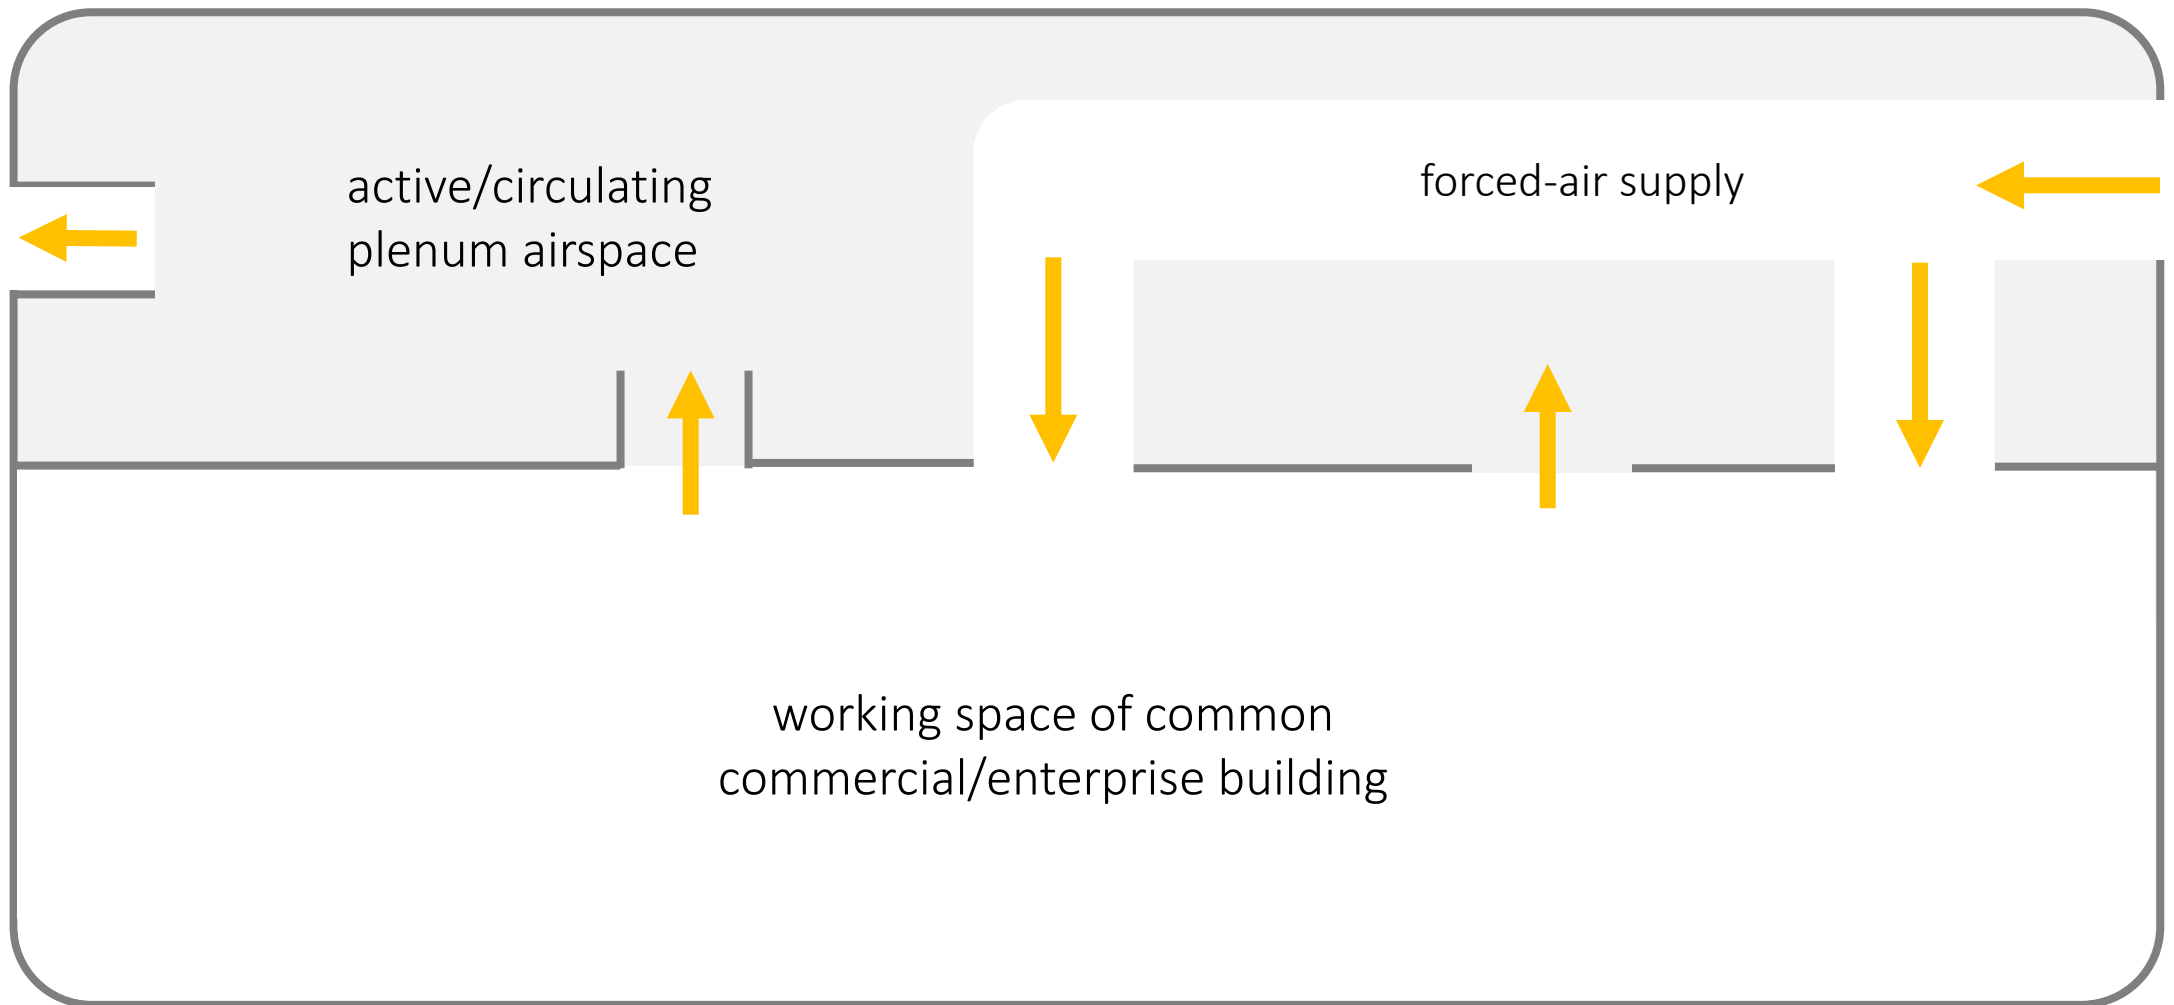 active/circulating
plenum airspace
forced-air supply
working space of common
commercial/enterprise building